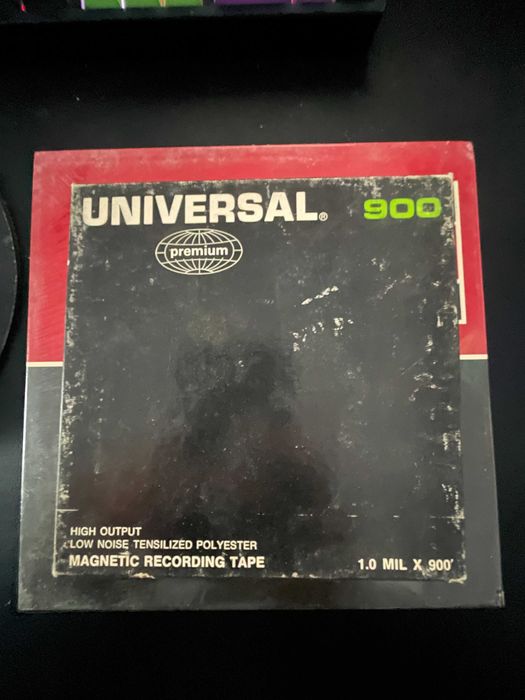 UNIVERSAL® 900
premium
HIGH OUTPUT
LOW NOISE TENSILIZED POLYESTER
MAGNETIC RECORDING TAPE 1.0 MIL X 900'